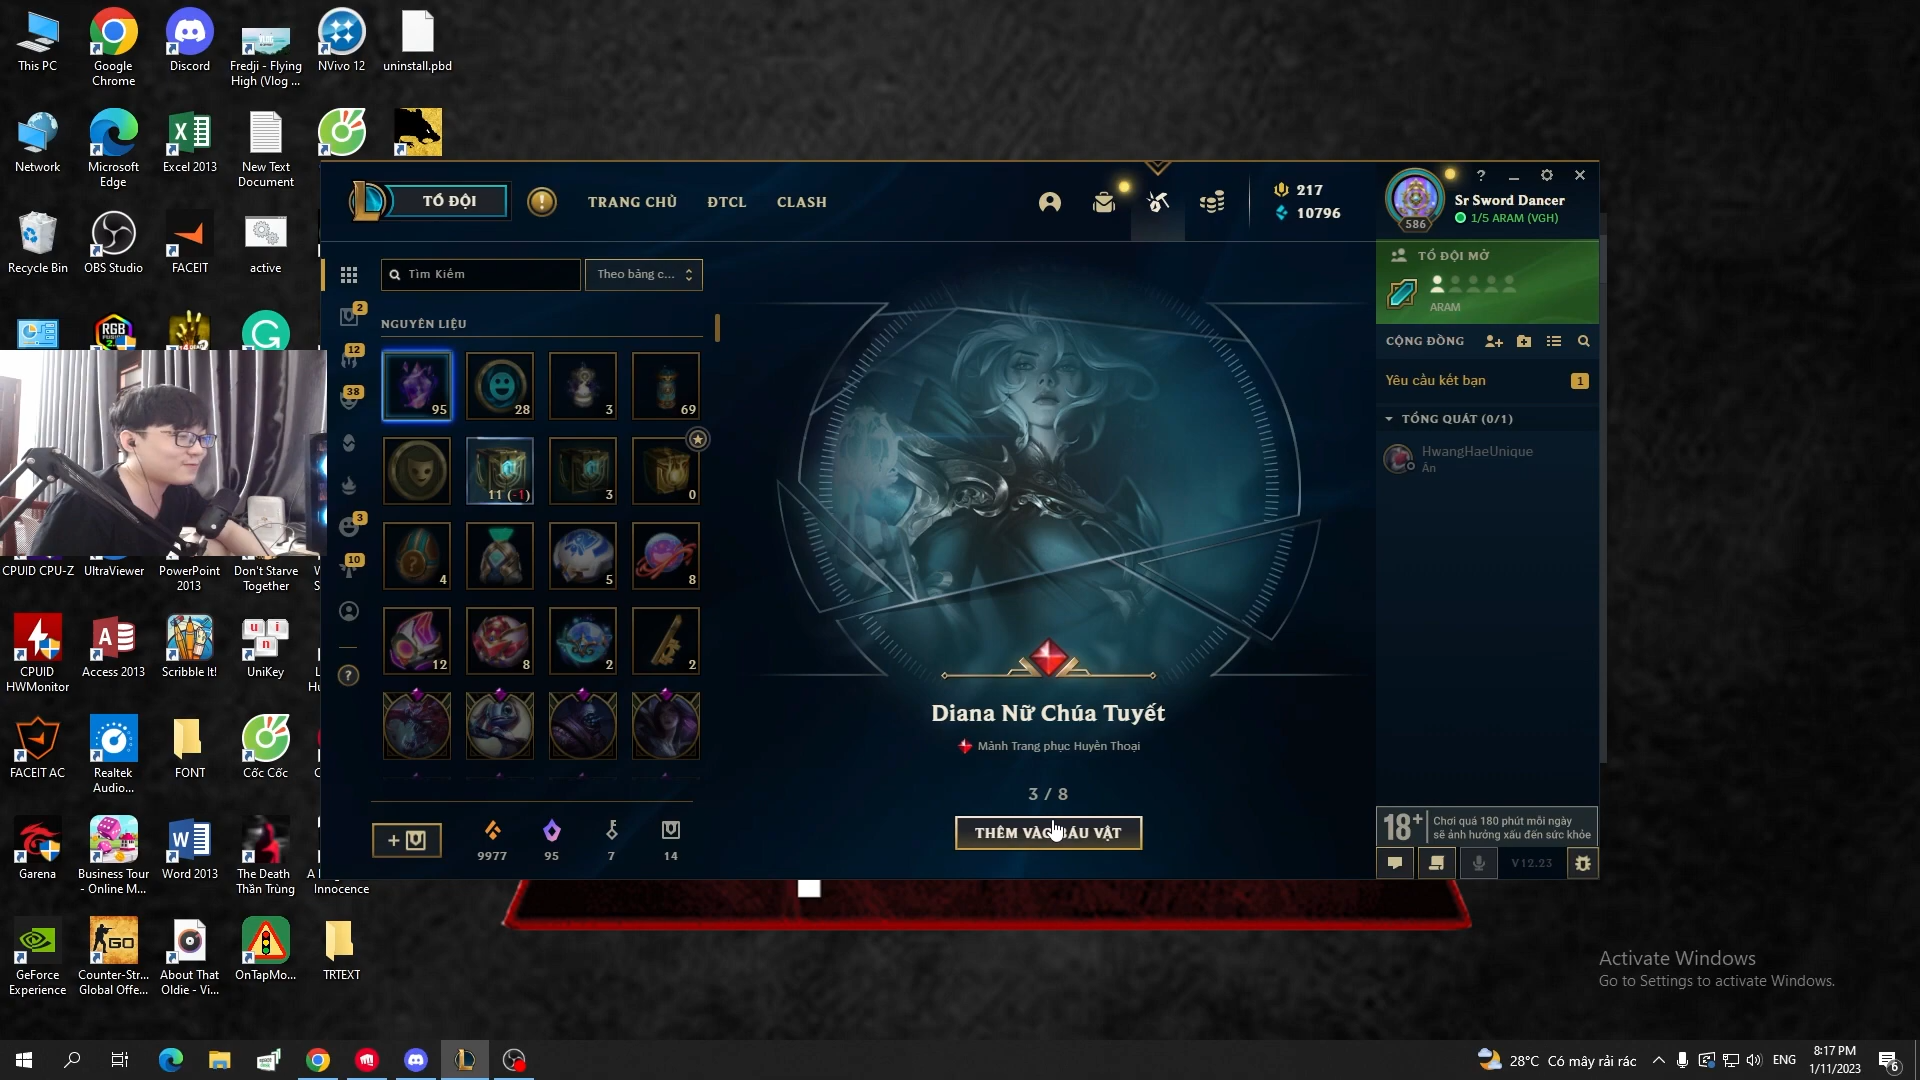 This PC
Google
Chrome
Discord
Fredji - Flying
High (Vlog ...
NVivo 12
uninstall.pbd
Network
Microsoft
Edge
Excel 2013
New Text
Document
Recycle Bin
OBS Studio
FACEIT
active
CPUID CPU-Z
UltraViewer
PowerPoint
2013
Don't Starve
Together
CPUID
HWMonitor
Access 2013
Scribble It!
UniKey
FACEIT AC
Realtek
Audio...
FONT
Cốc Cốc
Garena
Business Tour
- Online M...
Word 2013
The Death
Thần Trùng
Innocence
GeForce
Experience
Counter-Str...
Global Offe...
About That
Oldie - Vi...
OnTapMo...
TRTEXT
TỔ ĐỘI
TRANG CHỦ
ĐTCL
CLASH
217
10796
586
Sr Sword Dancer
1/5 ARAM (VGH)
TỔ ĐỘI MỞ
ARAM
CỘNG ĐỒNG
Yêu cầu kết bạn
1
TỔNG QUÁT (0/1)
HwangHaeUnique
Ẩn
18+
Chơi quá 180 phút mỗi ngày
sẽ ảnh hưởng xấu đến sức khỏe
V12.23
Tìm Kiếm
Theo bảng c...
2
12
38
3
10
NGUYÊN LIỆU
95
28
3
69
11 (-1)
3
0
4
5
8
12
8
2
2
9977
95
7
14
Diana Nữ Chúa Tuyết
Mảnh Trang phục Huyền Thoại
3 / 8
Activate Windows
Go to Settings to activate Windows.
28°C Có mây rải rác
ENG
8:17 PM
1/11/2023
6